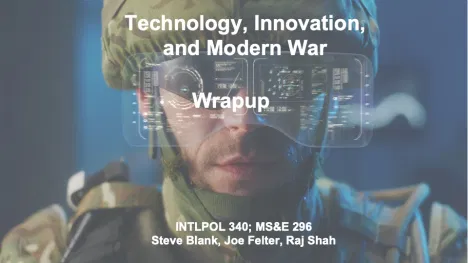 Technology, Innovation,
and Modern War
Wrapup
INTLPOL 340; MS&E 296
Steve Blank, Joe Felter, Raj Shah